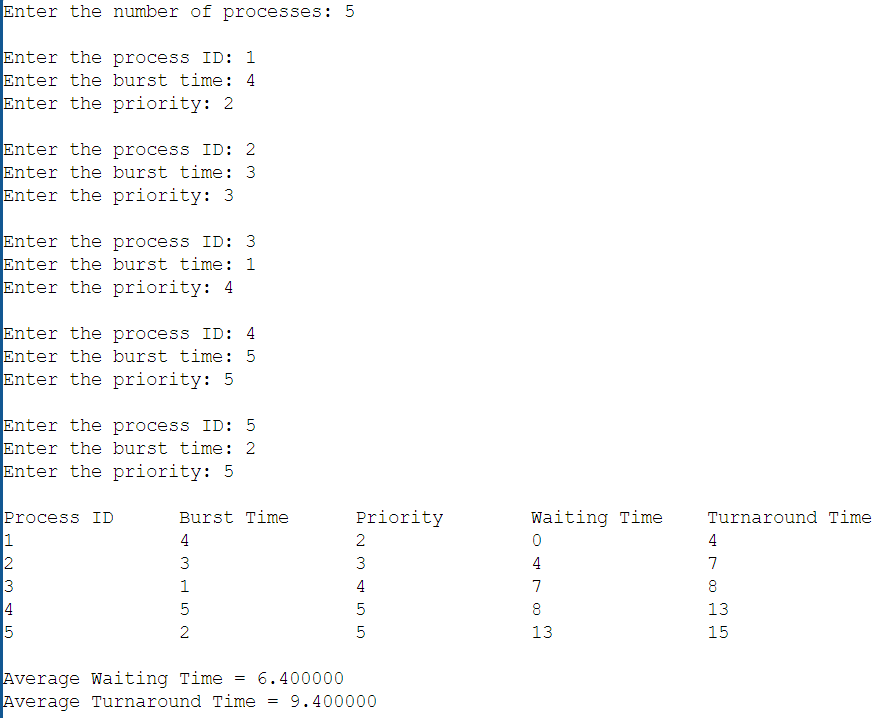 Enter the number of processes: 5
Enter the process ID: 1
Enter the burst time: 4
Enter the priority: 2
Enter the process ID: 2
Enter the burst time: 3
Enter the priority: 3
Enter the process ID: 3
Enter the burst time: 1
Enter the priority: 4
Enter the process ID: 4
Enter the burst time: 5
Enter the priority: 5
Enter the process ID: 5
Enter the burst time: 2
Enter the priority: 5
Process ID Burst Time Priority Waiting Time Turnaround Time
1 4 2 0 4
2 3 3 4 7
3 1 4 7 8
4 5 5 8 13
5 2 5 13 15
Average Waiting Time = 6.400000
Average Turnaround Time = 9.400000